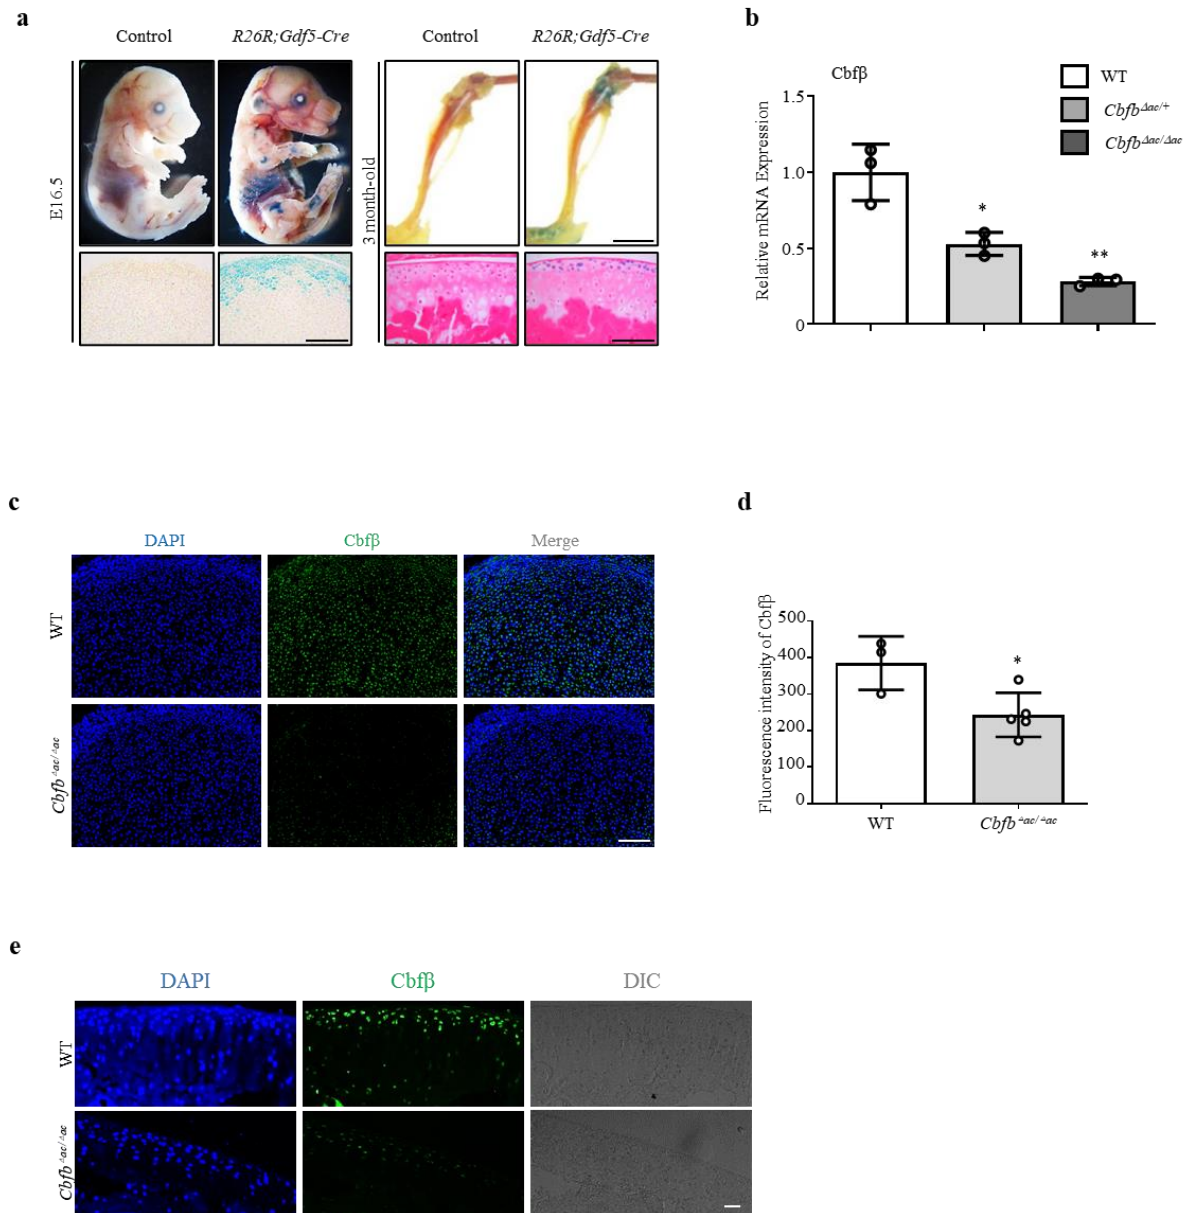 a
Control
R26R;Gdf5-Cre
Control
R26R;Gdf5-Cre
E16.5
3 month-old
b
Cbfβ
WT
Cbfb^Δac/+
Cbfb^Δac/Δac
Relative mRNA Expression
1.5
1.0
0.5
0
*
**
c
DAPI
Cbfβ
Merge
WT
Cbfb^Δac/Δac
d
Fluorescence intensity of Cbfβ
500
400
300
200
100
0
*
WT
Cbfb^Δac/Δac
e
DAPI
Cbfβ
DIC
WT
Cbfb^Δac/Δac